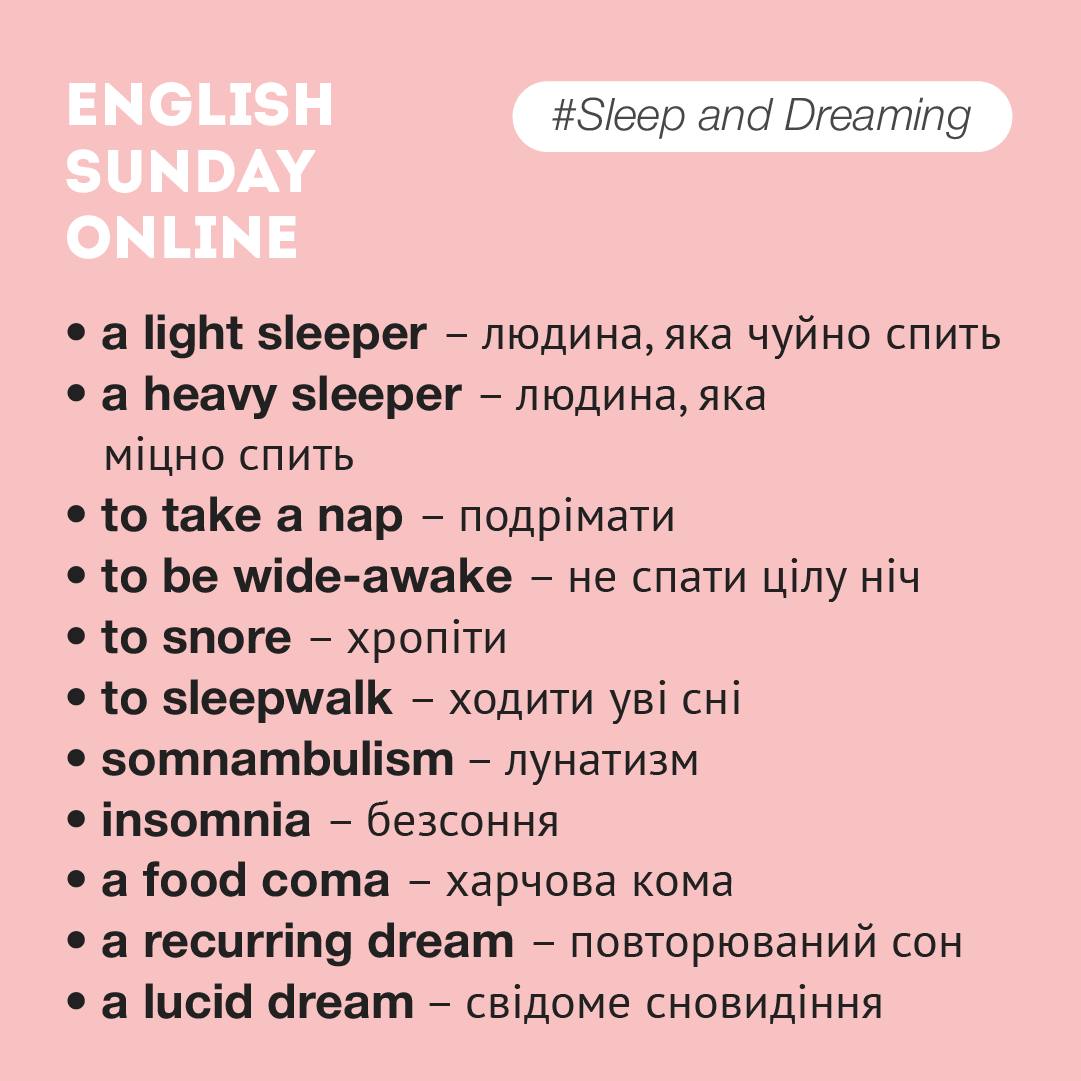 ENGLISH
SUNDAY
ONLINE
#Sleep and Dreaming
• a light sleeper – людина, яка чуйно спить
• a heavy sleeper – людина, яка
міцно спить
• to take a nap – подрімати
• to be wide-awake – не спати цілу ніч
• to snore – хропіти
• to sleepwalk – ходити уві сні
• somnambulism – лунатизм
• insomnia – безсоння
• a food coma – харчова кома
• a recurring dream – повторюваний сон
• a lucid dream – свідоме сновидіння